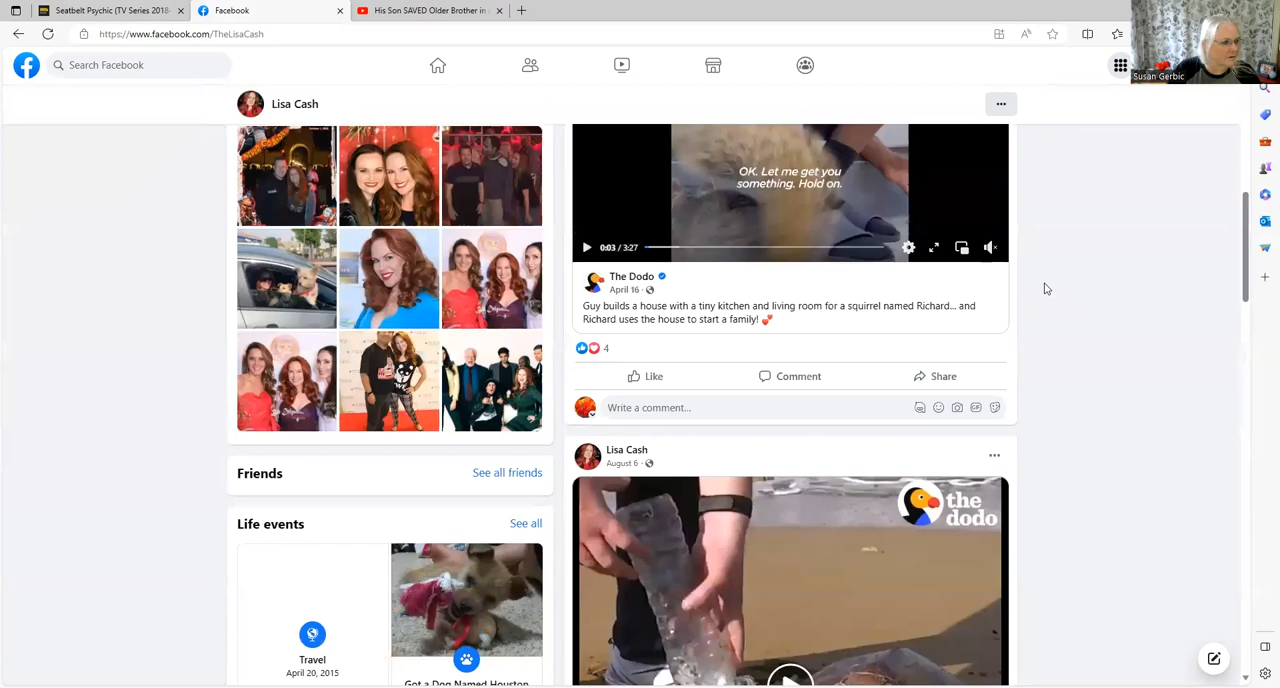 Seatbelt Psychic (TV Series 2018-
Facebook
His Son SAVED Older Brother in
https://www.facebook.com/TheLisaCash
Search Facebook
Susan Gerbic
Lisa Cash
OK. Let me get you
something. Hold on.
0:03 / 3:27
The Dodo
April 16 ·
Guy builds a house with a tiny kitchen and living room for a squirrel named Richard... and
Richard uses the house to start a family! 💕
4
Like Comment Share
Write a comment...
GIF
Friends See all friends
Lisa Cash
August 6 ·
the
dodo
Life events See all
Travel
April 20, 2015
Got a Dog Named Houston